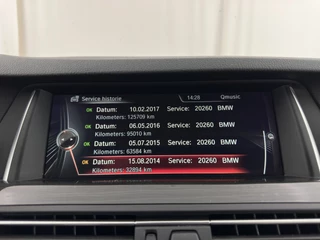 Service historie 14:28 Qmusic
OK Datum: 10.02.2017 Service: 20260 BMW
Kilometers: 125709 km
OK Datum: 06.05.2016 Service: 20260 BMW
Kilometers: 95010 km
OK Datum: 05.07.2015 Service: 20260 BMW
Kilometers: 63584 km
OK Datum: 15.08.2014 Service: 20260 BMW
Kilometers: 32894 km